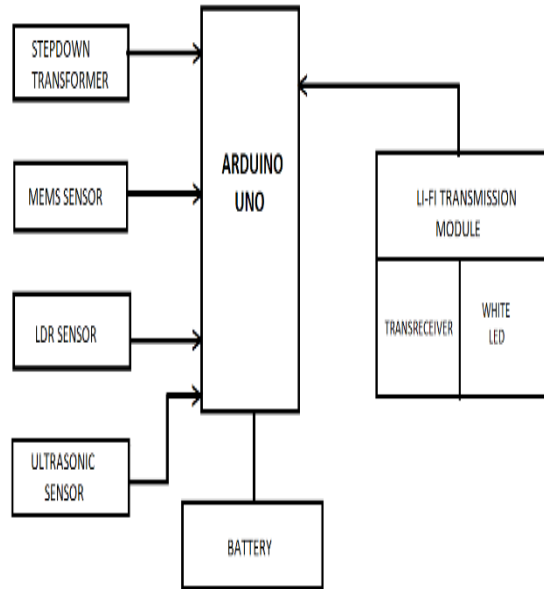 STEPDOWN
TRANSFORMER
MEMS SENSOR
LDR SENSOR
ULTRASONIC
SENSOR
ARDUINO
UNO
BATTERY
LI-FI TRANSMISSION
MODULE
TRANSRECEIVER
WHITE
LED